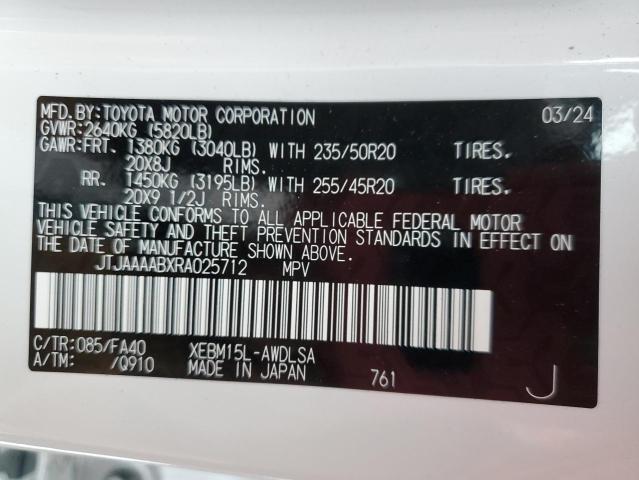 MFD.BY:TOYOTA MOTOR CORPORATION 03/24
GVWR:2640KG (5820LB)
GAWR:FRT. 1380KG (3040LB) WITH 235/50R20 TIRES.
20X8J RIMS.
RR. 1450KG (3195LB) WITH 255/45R20 TIRES.
20X9 1/2J RIMS.
THIS VEHICLE CONFORMS TO ALL APPLICABLE FEDERAL MOTOR
VEHICLE SAFETY AND THEFT PREVENTION STANDARDS IN EFFECT ON
THE DATE OF MANUFACTURE SHOWN ABOVE.
JTJAAAABXRA025712 MPV
C/TR:085/FA40 XEBM15L-AWDLSA
A/TM: /Q910 MADE IN JAPAN 761 J